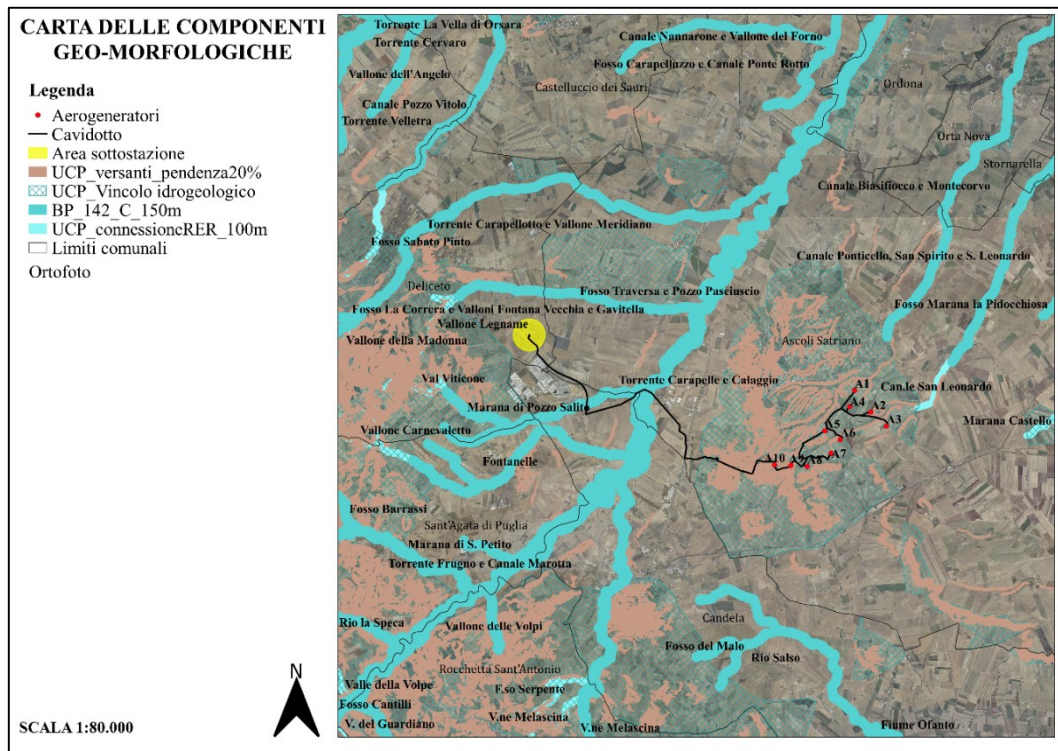 CARTA DELLE COMPONENTI
GEO-MORFOLOGICHE
Legenda
Aerogeneratori
Cavidotto
Area sottostazione
UCP_versanti_pendenza20%
UCP_Vincolo idrogeologico
BP_142_C_150m
UCP_connessioneRER_100m
Limiti comunali
Ortofoto
N
SCALA 1:80.000
Torrente La Vella di Orsara
Torrente Cervaro
Vallone dell'Angelo
Canale Pozzo Vitolo
Torrente Velletra
Canale Nannarone e Vallone del Forno
Fosso Carapelluzzo e Canale Ponte Rotto
Castelluccio dei Sauri
Ordona
Orta Nova
Stornarella
Canale Biasifiocco e Montecorvo
Torrente Carapellotto e Vallone Meridiano
Fosso Sabato Pinto
Canale Ponticello, San Spirito e S. Leonardo
Deliceto
Fosso Traversa e Pozzo Pasciuscio
Fosso La Correra e Valloni Fontana Vecchia e Gavitella
Fosso Marana la Pidocchiosa
Vallone Legname
Vallone della Madonna
Ascoli Satriano
Val Viticone
Torrente Carapelle e Calaggio
Can.le San Leonardo
A1
A4
A2
A3
Marana di Pozzo Salito
Marana Castello
Vallone Carnevaletto
A5
A6
Fontanelle
A7
A10
A9
A8
Fosso Barrassi
Sant'Agata di Puglia
Marana di S. Petito
Torrente Frugno e Canale Marotta
Candela
Rio la Speca
Vallone delle Volpi
Fosso del Malo
Rio Salso
Rocchetta Sant'Antonio
Valle della Volpe
F.so Serpente
Fosso Cantilli
V. del Guardiano
V.ne Melascina
V.ne Melascina
Fiume Ofanto